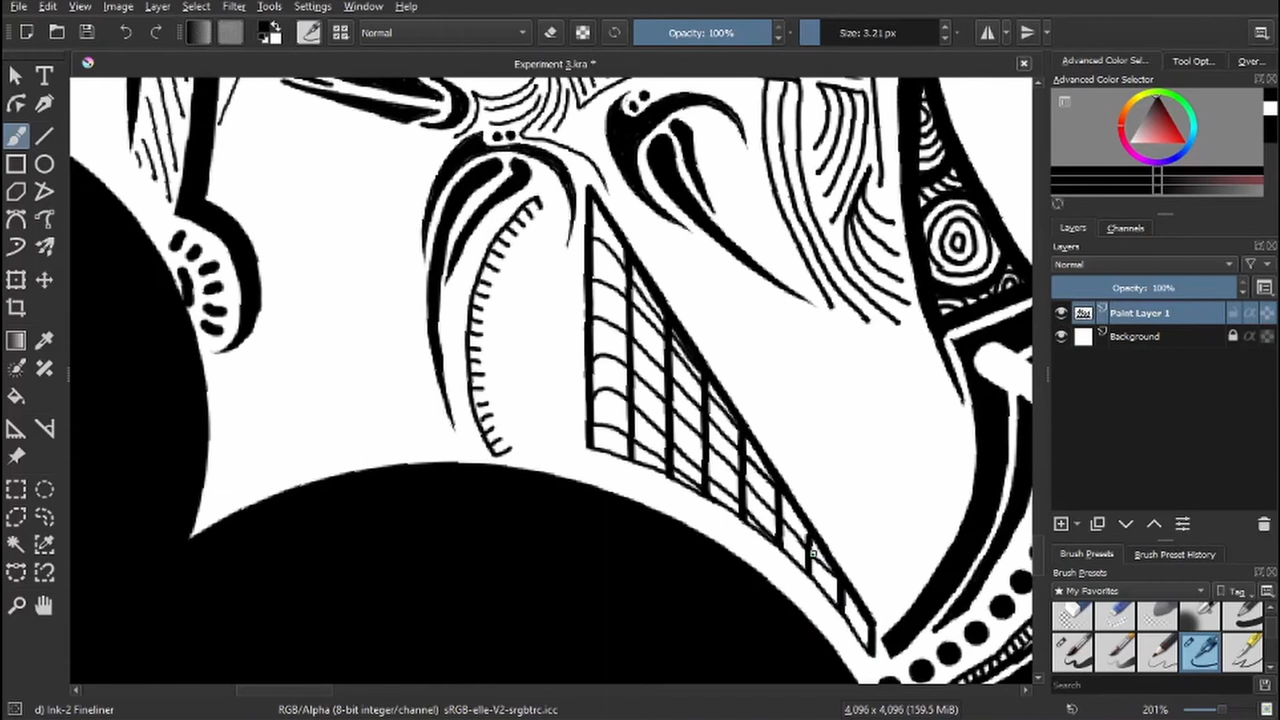 File Edit View Image Layer Select Filter Tools Settings Window Help
Normal Opacity: 100% Size: 3.21 px
Experiment 3.kra *
Advanced Color Sel... Tool Opt... Over...
Advanced Color Selector
Layers Channels
Layers
Normal
Opacity: 100%
Paint Layer 1
Background
Brush Presets Brush Preset History
Brush Presets
★ My Favorites Tag
Search
d) Ink-2 Fineliner RGB/Alpha (8-bit integer/channel) sRGB-elle-V2-srgbtrc.icc 4,096 x 4,096 (159.5 MiB) 201%